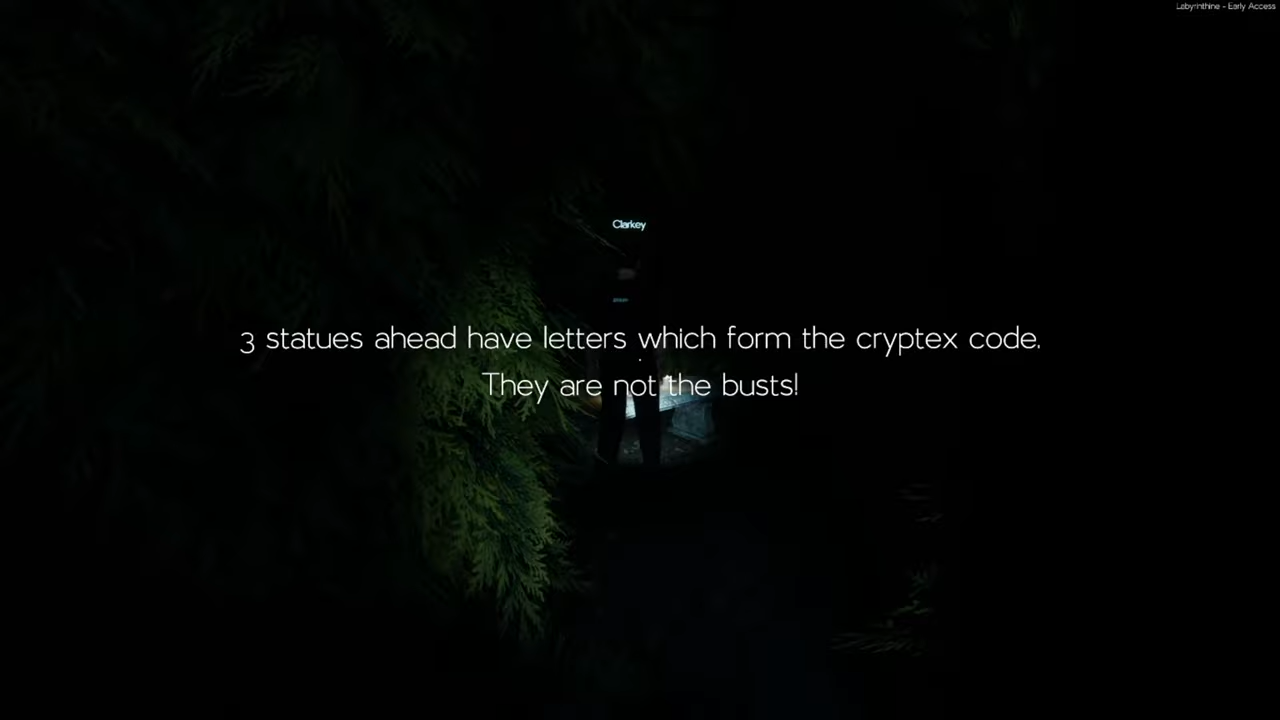 Labyrinthine - Early Access
Clarkey
3 statues ahead have letters which form the cryptex code.
They are not the busts!